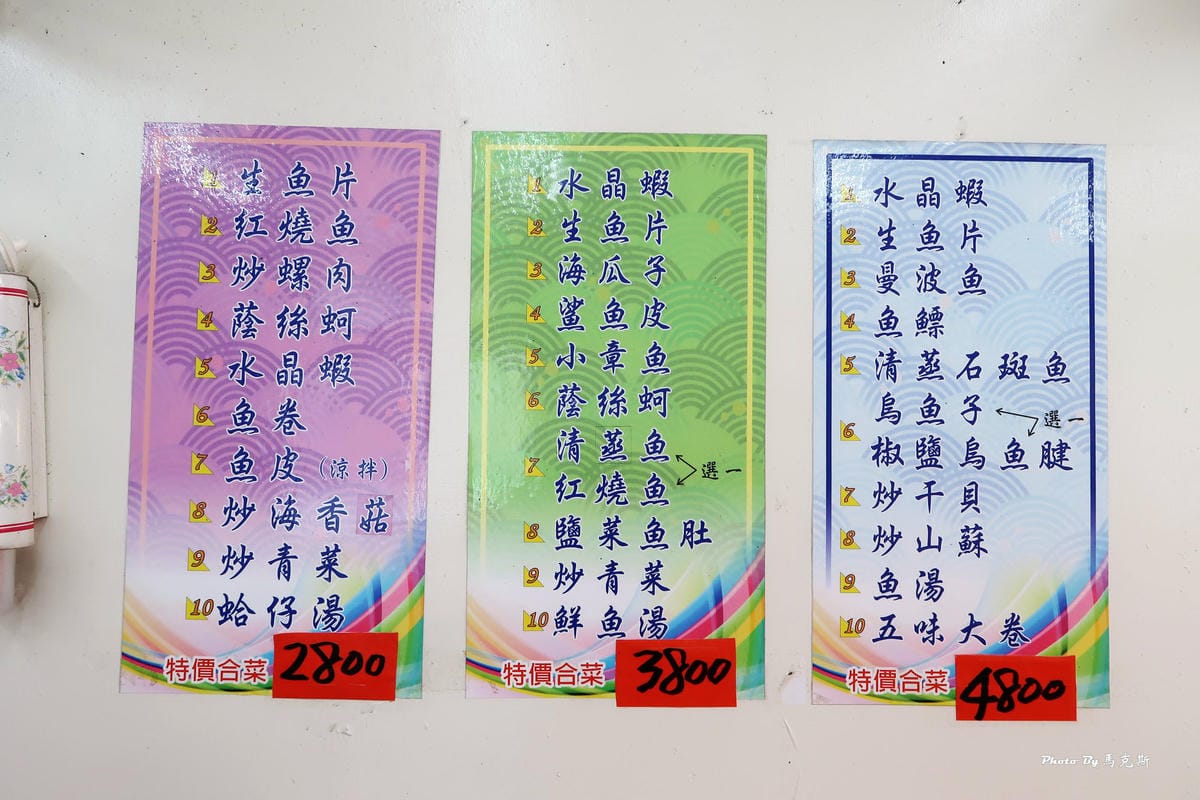 1 生魚片
2 紅燒魚
3 炒螺肉
4 蔭絲蚵
5 水晶蝦
6 魚卷
7 魚皮(涼拌)
8 炒海香菇
9 炒青菜
10 蛤仔湯
特價合菜 2800
1 水晶蝦
2 生魚片
3 海瓜子
4 鯊魚皮
5 小章魚
6 蔭絲蚵
7 清蒸魚
紅燒魚
選一
8 鹽菜魚肚
9 炒青菜
10 鮮魚湯
特價合菜 3800
1 水晶蝦
2 生魚片
3 曼波魚
4 魚鰾
5 清蒸石斑魚
6 烏魚子
椒鹽烏魚腱
選一
7 炒干貝
8 炒山蘇
9 魚湯
10 五味大卷
特價合菜 4800
Photo By 馬克斯